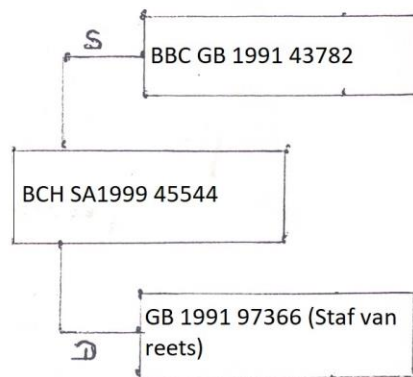 S
BBC GB 1991 43782
BCH SA1999 45544
GB 1991 97366 (Staf van
reets)
D